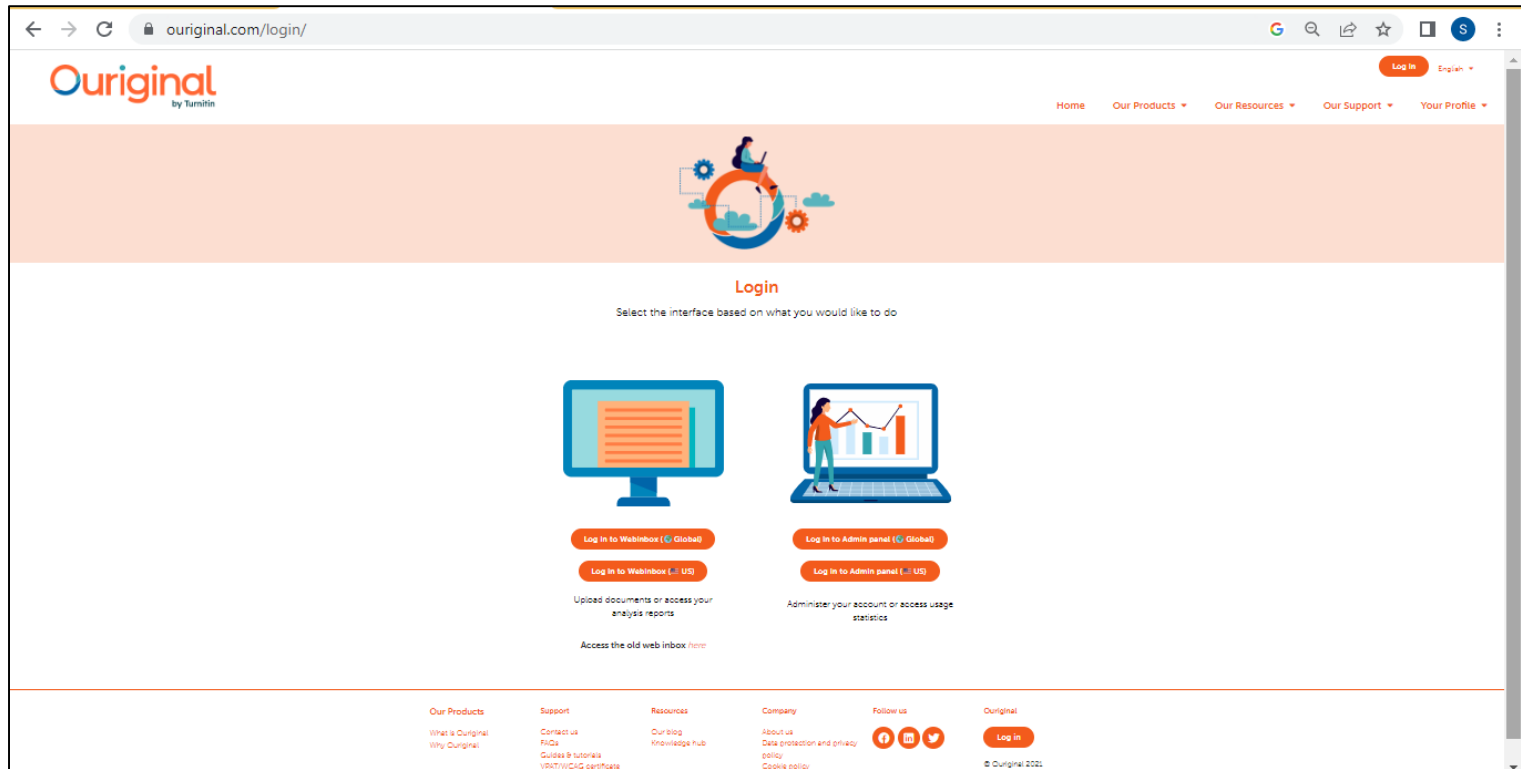 ouriginal.com/login/
S
Ouriginal
by Turnitin
Log in
English
Home
Our Products
Our Resources
Our Support
Your Profile
Login
Select the interface based on what you would like to do
Log in to Webinbox ( Global)
Log in to Webinbox ( US)
Upload documents or access your
analysis reports
Access the old web inbox here
Log in to Admin panel ( Global)
Log in to Admin panel ( US)
Administer your account or access usage
statistics
Our Products
What is Ouriginal
Why Ouriginal
Support
Contact us
FAQs
Guides & tutorials
VPAT/WCAG certificate
Resources
Our blog
Knowledge hub
Company
About us
Data protection and privacy
policy
Cookie policy
Follow us
Ouriginal
Log in
© Ouriginal 2021